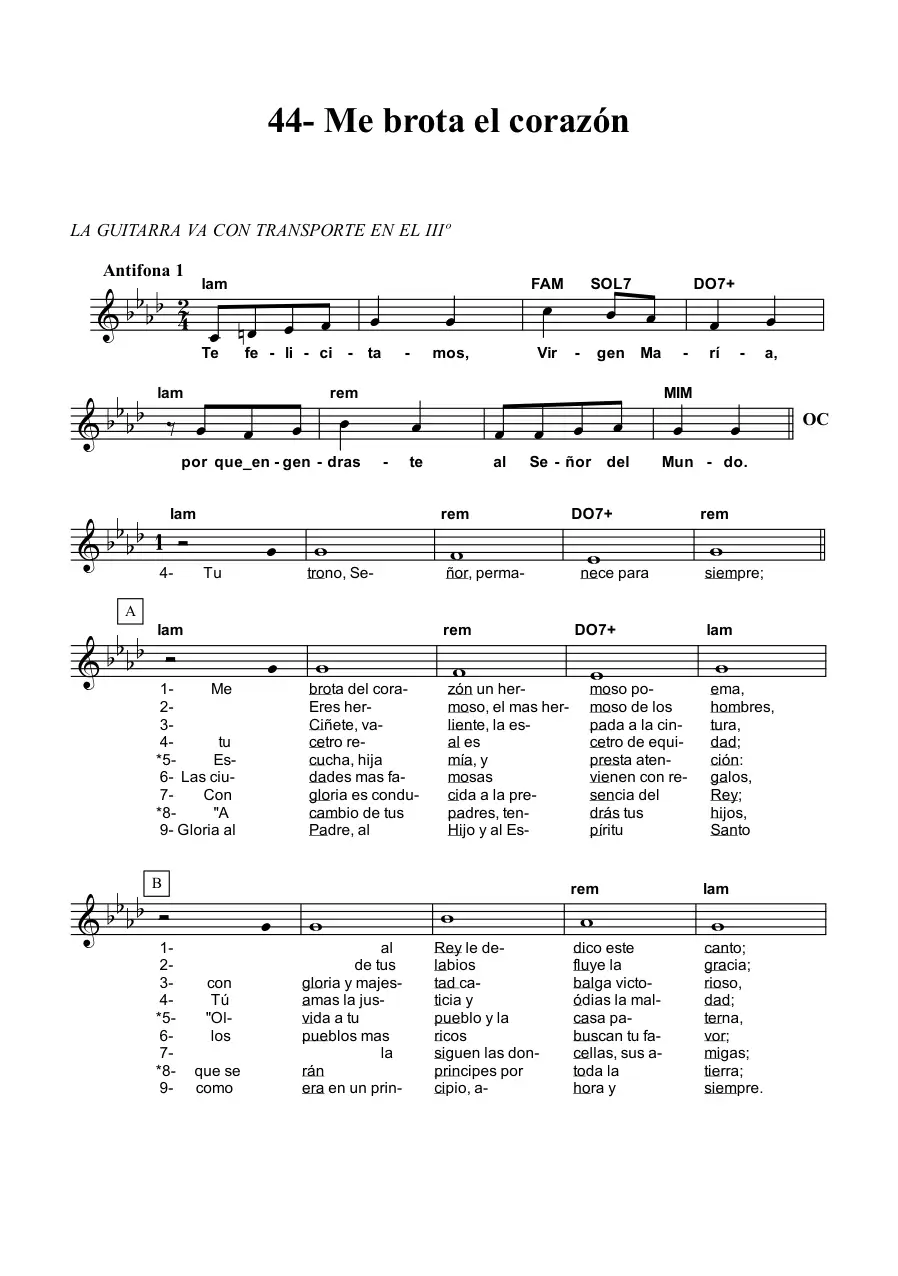 44- Me brota el corazón
LA GUITARRA VA CON TRANSPORTE EN EL IIIº
Antifona 1
lam FAM SOL7 DO7+
2
4
Te fe - li - ci - ta - mos, Vir - gen Ma - rí - a,
lam rem MIM
OC
por que_en - gen - dras - te al Se - ñor del Mun - do.
lam rem DO7+ rem
1
4- Tu trono, Se- ñor, perma- nece para siempre;
A
lam rem DO7+ lam
1- Me brota del cora- zón un her- moso po- ema,
2- Eres her- moso, el mas her- moso de los hombres,
3- Ciñete, va- liente, la es- pada a la cin- tura,
4- tu cetro re- al es cetro de equi- dad;
*5- Es- cucha, hija mía, y presta aten- ción:
6- Las ciu- dades mas fa- mosas vienen con re- galos,
7- Con gloria es condu- cida a la pre- sencia del Rey;
*8- "A cambio de tus padres, ten- drás tus hijos,
9- Gloria al Padre, al Hijo y al Es- píritu Santo
B
rem lam
1- al Rey le de- dico este canto;
2- de tus labios fluye la gracia;
3- con gloria y majes- tad ca- balga victo- rioso,
4- Tú amas la jus- ticia y ódias la mal- dad;
*5- "Ol- vida a tu pueblo y la casa pa- terna,
6- los pueblos mas ricos buscan tu fa- vor;
7- la siguen las don- cellas, sus a- migas;
*8- que se rán principes por toda la tierra;
9- como era en un prin- cipio, a- hora y siempre.